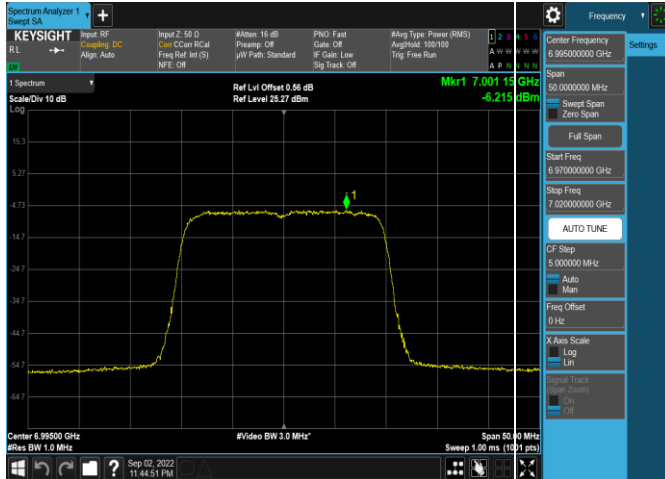 Spectrum Analyzer 1
Swept SA
Frequency
KEYSIGHT
RL
Input: RF
Coupling: DC
Align: Auto
Input Z: 50 Ω
Corr CCorr RCal
Freq Ref: Int (S)
NFE: Off
#Atten: 16 dB
Preamp: Off
µW Path: Standard
PNO: Fast
Gate: Off
IF Gain: Low
Sig Track: Off
#Avg Type: Power (RMS)
Avg|Hold: 100/100
Trig: Free Run
1 2 3 4 5 6
A W W W W W
A P N N N N
1 Spectrum
Scale/Div 10 dB
Log
Ref Lvl Offset 0.56 dB
Ref Level 25.27 dBm
Mkr1 7.001 15 GHz
-6.215 dBm
15.3
5.27
-4.73
-14.7
-24.7
-34.7
-44.7
-54.7
-64.7
1
Center 6.99500 GHz
#Res BW 1.0 MHz
#Video BW 3.0 MHz*
Span 50.00 MHz
Sweep 1.00 ms (1001 pts)
Sep 02, 2022
11:44:51 PM
Center Frequency
6.995000000 GHz
Settings
Span
50.0000000 MHz
Swept Span
Zero Span
Full Span
Start Freq
6.970000000 GHz
Stop Freq
7.020000000 GHz
AUTO TUNE
CF Step
5.000000 MHz
Auto
Man
Freq Offset
0 Hz
X Axis Scale
Log
Lin
Signal Track
(Span Zoom)
On
Off